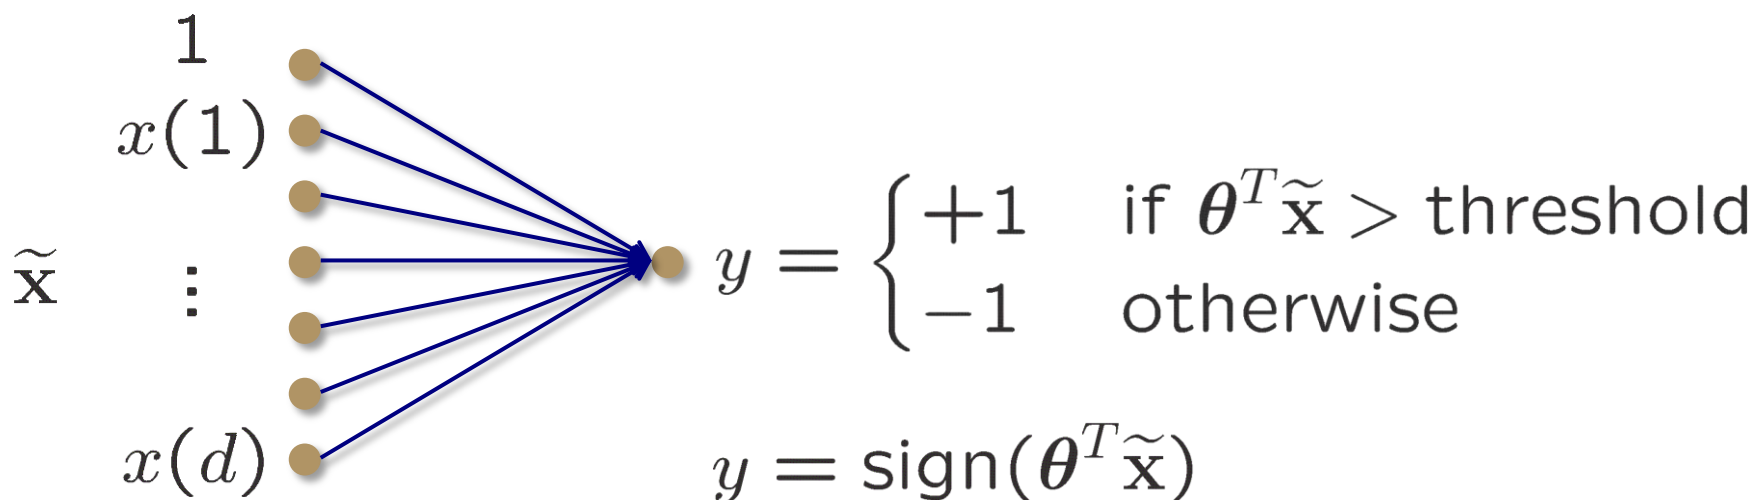 1
x(1)
x̃
⋮
x(d)
y = { +1 if θ^T x̃ > threshold
−1 otherwise
y = sign(θ^T x̃)